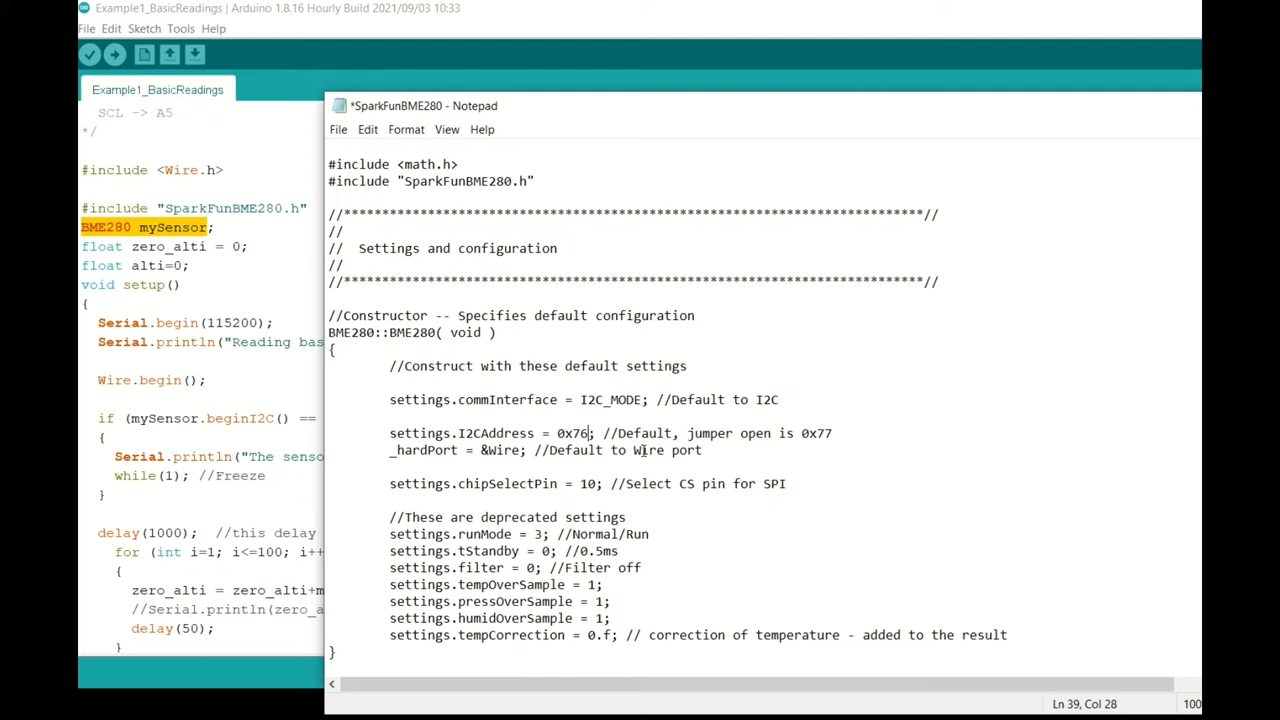 Example1_BasicReadings | Arduino 1.8.16 Hourly Build 2021/09/03 10:33
File Edit Sketch Tools Help
Example1_BasicReadings
SCL -> A5
*/
#include <Wire.h>
#include "SparkFunBME280.h"
BME280 mySensor;
float zero_alti = 0;
float alti=0;
void setup()
{
Serial.begin(115200);
Serial.println("Reading bas
Wire.begin();
if (mySensor.beginI2C() ==
Serial.println("The senso
while(1); //Freeze
}
delay(1000); //this delay
for (int i=1; i<=100; i++
{
zero_alti = zero_alti+m
//Serial.println(zero_a
delay(50);
}
*SparkFunBME280 - Notepad
File Edit Format View Help
#include <math.h>
#include "SparkFunBME280.h"
//****************************************************************************//
//
// Settings and configuration
//
//****************************************************************************//
//Constructor -- Specifies default configuration
BME280::BME280( void )
{
//Construct with these default settings
settings.commInterface = I2C_MODE; //Default to I2C
settings.I2CAddress = 0x76; //Default, jumper open is 0x77
_hardPort = &Wire; //Default to Wire port
settings.chipSelectPin = 10; //Select CS pin for SPI
//These are deprecated settings
settings.runMode = 3; //Normal/Run
settings.tStandby = 0; //0.5ms
settings.filter = 0; //Filter off
settings.tempOverSample = 1;
settings.pressOverSample = 1;
settings.humidOverSample = 1;
settings.tempCorrection = 0.f; // correction of temperature - added to the result
}
Ln 39, Col 28
100